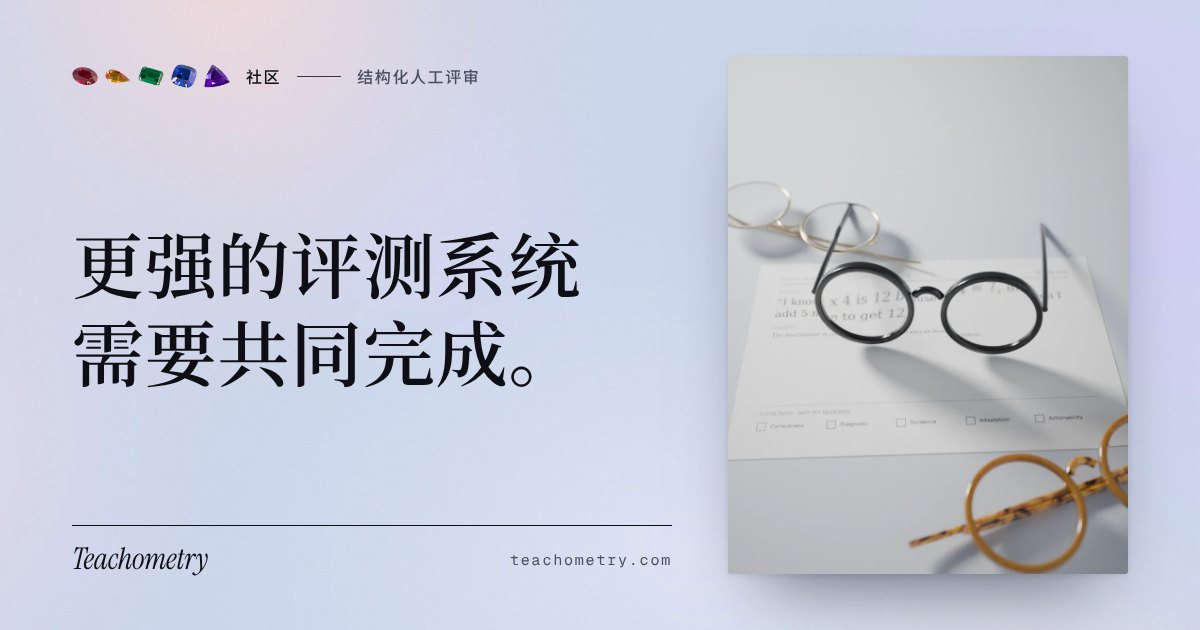 社区 —— 结构化人工评审
更强的评测系统
需要共同完成。
"I know x 4 is 12 b
add 5 to get 12
Correctness
Diagnosis
Guidance
Adaptation
Actionability
Teachometry
teachometry.com